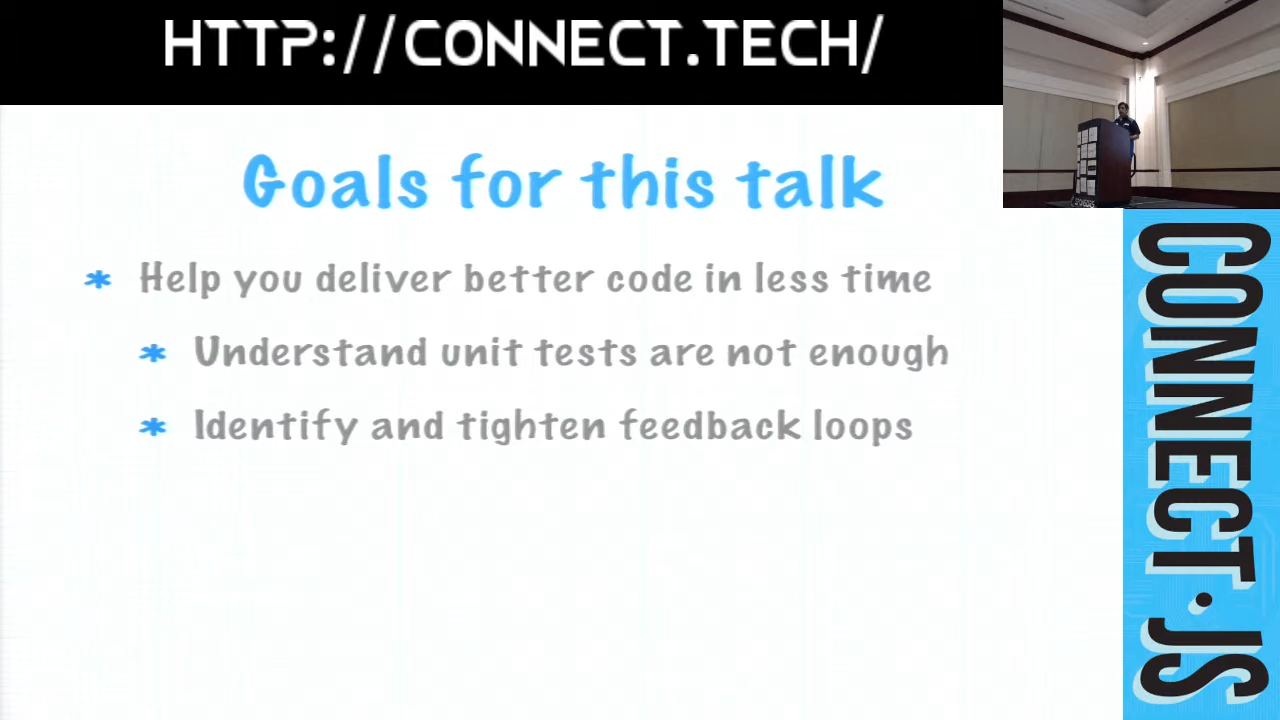 HTTP://CONNECT.TECH/
Goals for this talk
* Help you deliver better code in less time
* Understand unit tests are not enough
* Identify and tighten feedback loops
CONNECT.JS